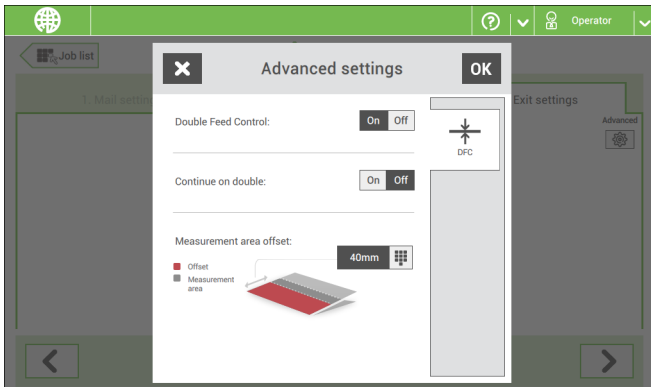 ? Operator
Job list
Advanced settings OK
1. Mail settin Exit settings
Advanced
Double Feed Control: On Off
DFC
Continue on double: On Off
Measurement area offset:
40mm
Offset
Measurement
area